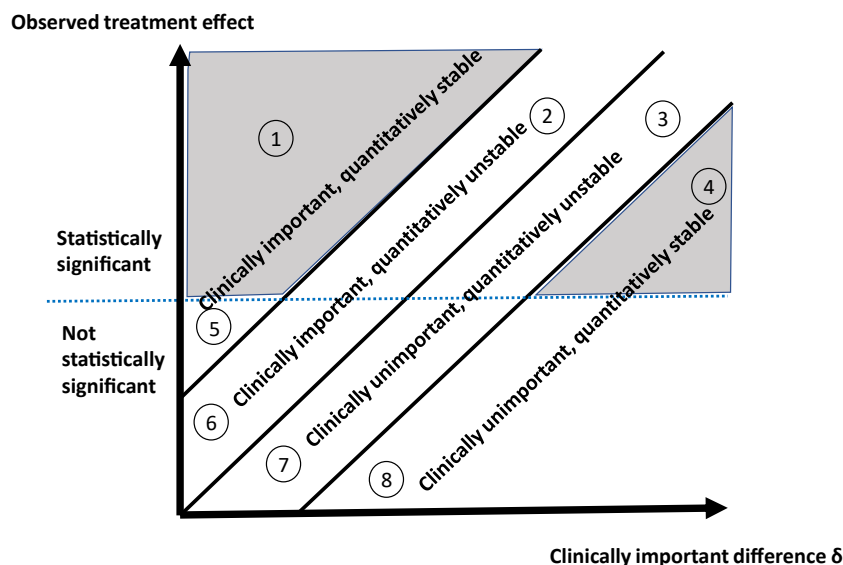 Observed treatment effect
Clinically important, quantitatively stable
1
2
3
Clinically important, quantitatively unstable
4
Clinically unimportant, quantitatively unstable
Clinically unimportant, quantitatively stable
Statistically
significant
5
Not
statistically
significant
6
7
8
Clinically important difference δ